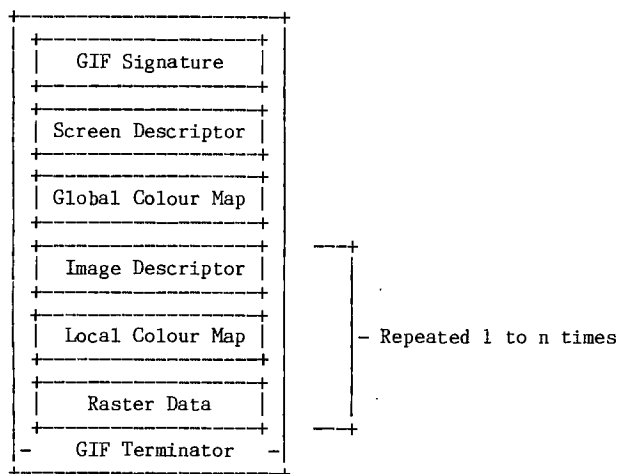 GIF Signature
Screen Descriptor
Global Colour Map
Image Descriptor
Local Colour Map
- Repeated 1 to n times
Raster Data
- GIF Terminator -